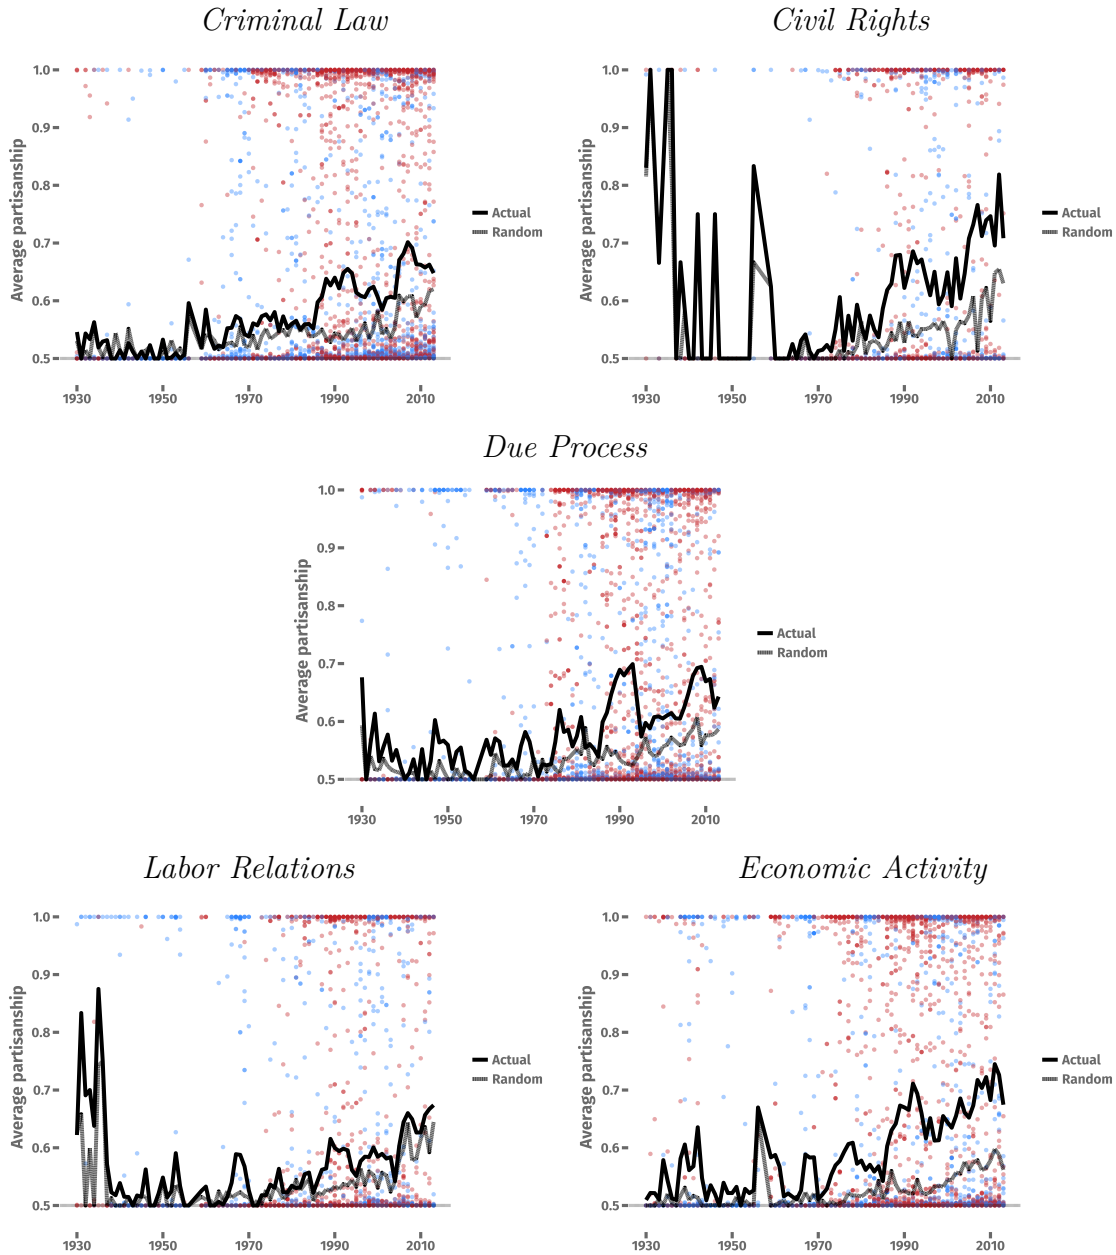 Criminal Law
Average partisanship
1.0
0.9
0.8
0.7
0.6
0.5
1930 1950 1970 1990 2010
Actual
Random
Civil Rights
Average partisanship
1.0
0.9
0.8
0.7
0.6
0.5
1930 1950 1970 1990 2010
Actual
Random
Due Process
Average partisanship
1.0
0.9
0.8
0.7
0.6
0.5
1930 1950 1970 1990 2010
Actual
Random
Labor Relations
Average partisanship
1.0
0.9
0.8
0.7
0.6
0.5
1930 1950 1970 1990 2010
Actual
Random
Economic Activity
Average partisanship
1.0
0.9
0.8
0.7
0.6
0.5
1930 1950 1970 1990 2010
Actual
Random